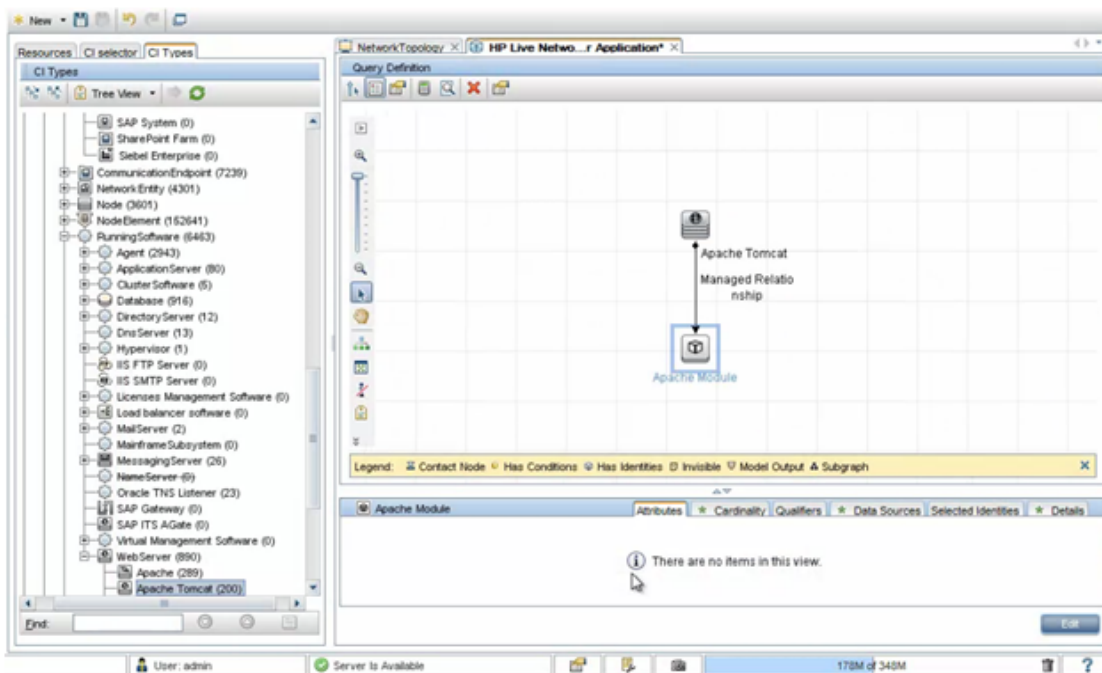 New
Resources
CI selector
CI Types
CI Types
Tree View
SAP System (0)
SharePoint Farm (0)
Siebel Enterprise (0)
CommunicationEndpoint (7239)
NetworkEntity (4301)
Node (3601)
NodeElement (152641)
RunningSoftware (6463)
Agent (2943)
ApplicationServer (80)
ClusterSoftware (5)
Database (916)
DirectoryServer (12)
DnsServer (13)
Hypervisor (1)
IIS FTP Server (0)
IIS SMTP Server (0)
Licenses Management Software (0)
Load balancer software (0)
MailServer (2)
MainframeSubsystem (0)
MessagingServer (26)
NameServer (0)
Oracle TNS Listener (23)
SAP Gateway (0)
SAP ITS AGate (0)
Virtual Management Software (0)
WebServer (890)
Apache (289)
Apache Tomcat (200)
Find:
NetworkTopology
HP Live Netwo...r Application*
Query Definition
Apache Tomcat
Managed Relatio
nship
Apache Module
Legend: Contact Node Has Conditions Has Identities Invisible Model Output Subgraph
Apache Module
Attributes Cardinality Qualifiers Data Sources Selected Identities Details
There are no items in this view.
Edit
User: admin
Server Is Available
178M of 348M